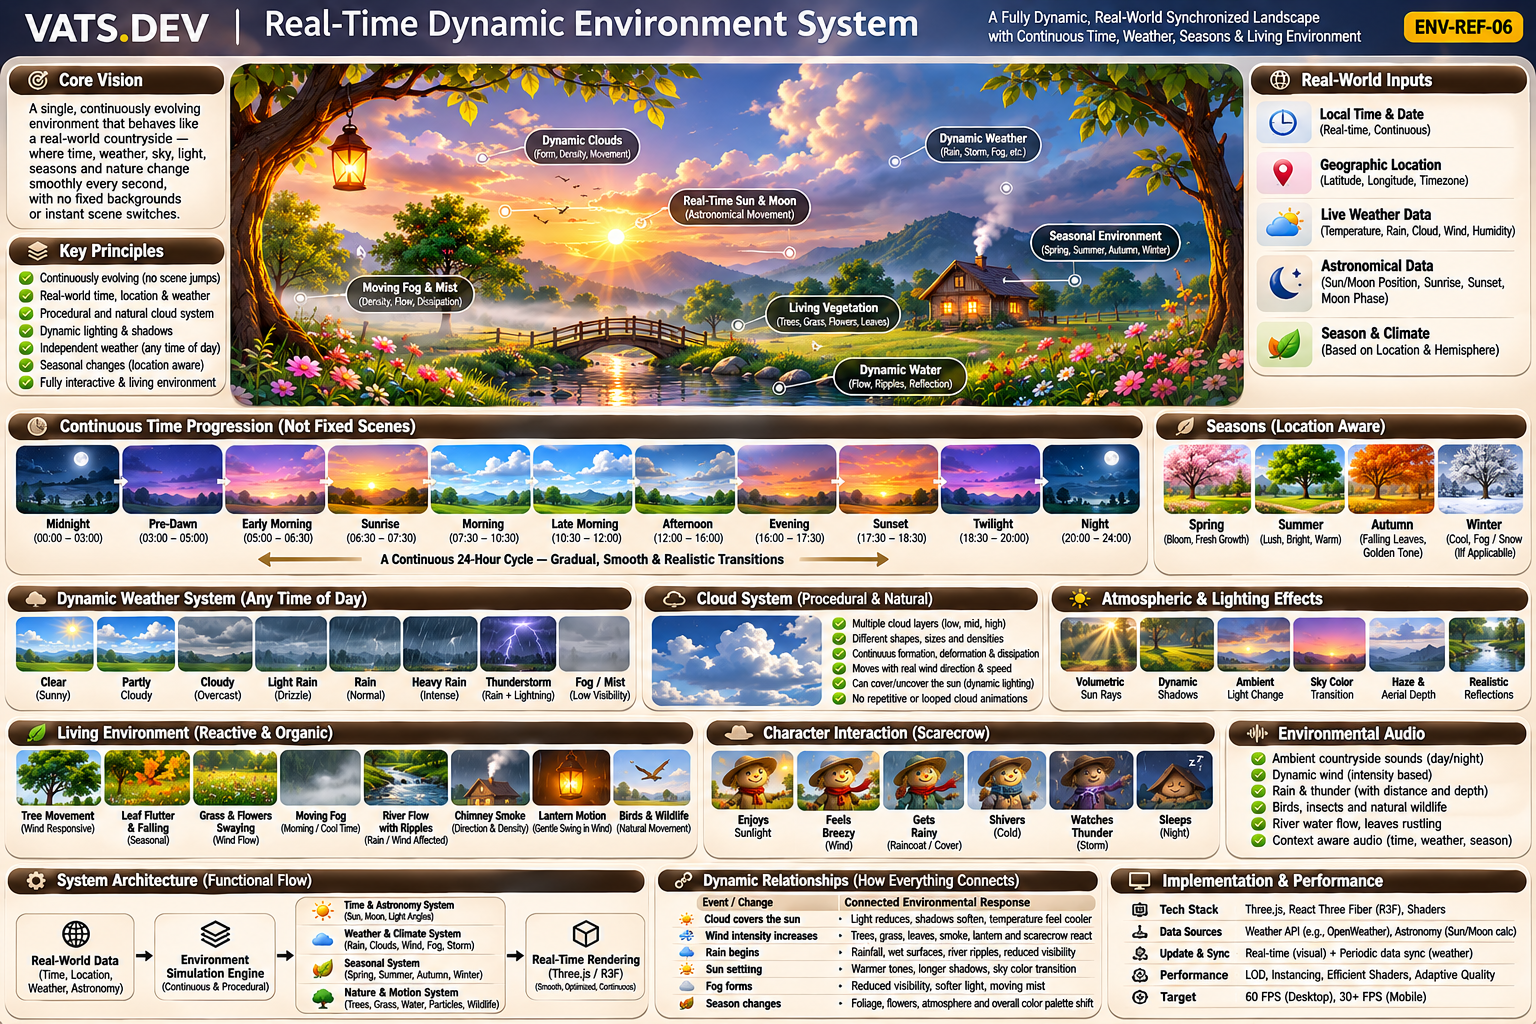 VATS.DEV
Real-Time Dynamic Environment System
A Fully Dynamic, Real-World Synchronized Landscape
with Continuous Time, Weather, Seasons & Living Environment
ENV-REF-06
Core Vision
A single, continuously evolving
environment that behaves like
a real-world countryside —
where time, weather, sky, light,
seasons and nature change
smoothly every second,
with no fixed backgrounds
or instant scene switches.
Key Principles
Continuously evolving (no scene jumps)
Real-world time, location & weather
Procedural and natural cloud system
Dynamic lighting & shadows
Independent weather (any time of day)
Seasonal changes (location aware)
Fully interactive & living environment
Dynamic Clouds
(Form, Density, Movement)
Dynamic Weather
(Rain, Storm, Fog, etc.)
Real-Time Sun & Moon
(Astronomical Movement)
Seasonal Environment
(Spring, Summer, Autumn, Winter)
Moving Fog & Mist
(Density, Flow, Dissipation)
Living Vegetation
(Trees, Grass, Flowers, Leaves)
Dynamic Water
(Flow, Ripples, Reflection)
Real-World Inputs
Local Time & Date
(Real-time, Continuous)
Geographic Location
(Latitude, Longitude, Timezone)
Live Weather Data
(Temperature, Rain, Cloud, Wind, Humidity)
Astronomical Data
(Sun/Moon Position, Sunrise, Sunset,
Moon Phase)
Season & Climate
(Based on Location & Hemisphere)
Continuous Time Progression (Not Fixed Scenes)
Midnight
(00:00 – 03:00)
Pre-Dawn
(03:00 – 05:00)
Early Morning
(05:00 – 06:30)
Sunrise
(06:30 – 07:30)
Morning
(07:30 – 10:30)
Late Morning
(10:30 – 12:00)
Afternoon
(12:00 – 16:00)
Evening
(16:00 – 17:30)
Sunset
(17:30 – 18:30)
Twilight
(18:30 – 20:00)
Night
(20:00 – 24:00)
A Continuous 24-Hour Cycle — Gradual, Smooth & Realistic Transitions
Seasons (Location Aware)
Spring
(Bloom, Fresh Growth)
Summer
(Lush, Bright, Warm)
Autumn
(Falling Leaves,
Golden Tone)
Winter
(Cool, Fog / Snow
(Ilf Applicabile)
Dynamic Weather System (Any Time of Day)
Clear
(Sunny)
Partly
Cloudy
Cloudy
(Overcast)
Light Rain
(Drizzle)
Rain
(Normal)
Heavy Rain
(Intense)
Thunderstorm
(Rain + Lightning)
Fog / Mist
(Low Visibility)
Cloud System (Procedural & Natural)
Multiple cloud layers (low, mid, high)
Different shapes, sizes and densities
Continuus formation, deformation & dissipation
Moves with real wind direction & speed
Can cover/uncover the sun (dynamic lighting)
No repetitive or looped cloud animations
Atmospheric & Lighting Effects
Volumetric
Sun Rays
Dynamic
Shadows
Ambient
Light Change
Sky Color
Transition
Haze &
Aerial Depth
Realistic
Reflections
Living Environment (Reactive & Organic)
Tree Movement
(Wind Responsive)
Leaf Flutter
& Falling
(Seasonal)
Grass & Flowers
Swaying
(Wind Flow)
Moving Fog
(Morning / Cool Time)
River Flow
with Ripples
(Rain / Wind Affected)
Chimney Smoke
(Direction & Density)
Lantern Motion
(Gentle Swing in Wind)
Birds & Wildlife
(Natural Movement)
Character Interaction (Scarecrow)
Enjoys
Sunlight
Feels
Breezy
(Wind)
Gets
Rainy
(Raincoat / Cover)
Shivers
(Cold)
Watches
Thunder
(Storm)
z z
Sleeps
(Night)
Environmental Audio
Ambient countryside sounds (day/night)
Dynamic wind (intensity based)
Rain & thunder (with distance and depth)
Birds, insects and natural wildlife
River water flow, leaves rustling
Context aware audio (time, weather, season)
System Architecture (Functional Flow)
Real-World Data
(Time, Location,
Weather, Astronomy)
Environment
Simulation Engine
(Continuous & Procedural)
Time & Astronomy System
(Sun, Moon, Light Angles)
Weather & Climate System
(Rain, Clouds, Wind, Fog, Storm)
Seasonal System
(Spring, Summer, Autumn, Winter)
Nature & Motion System
(Trees, Grass, Water, Particles, Wildlife)
Real-Time Rendering
(Three.js / R3F)
(Smooth, Optimized, Continuous)
Dynamic Relationships (How Everything Connects)
Event / Change
Connected Environmental Response
Cloud covers the sun
• Light reduces, shadows soften, temperature feel cooler
Wind intensity increases
• Trees, grass, leaves, smoke, lantern and scarecrow react
Rain begins
• Rainfall, wet surfaces, river ripples, reduced visibility
Sun setting
• Warmer tones, longer shadows, sky color transition
Fog forms
• Reduced visibility, softer light, moving mist
Season changes
• Foliage, flowers, atmosphere and overall color palette shift
Implementation & Performance
Tech Stack
Three.js, React Three Fiber (R3F), Shaders
Data Sources
Weather API (e.g., OpenWeather), Astronomy (Sun/Moon calc)
Update & Sync
Real-time (visual) + Periodic data sync (weather)
Performance
LOD, Instancing, Efficient Shaders, Adaptive Quality
Target
60 FPS (Desktop), 30+ FPS (Mobile)